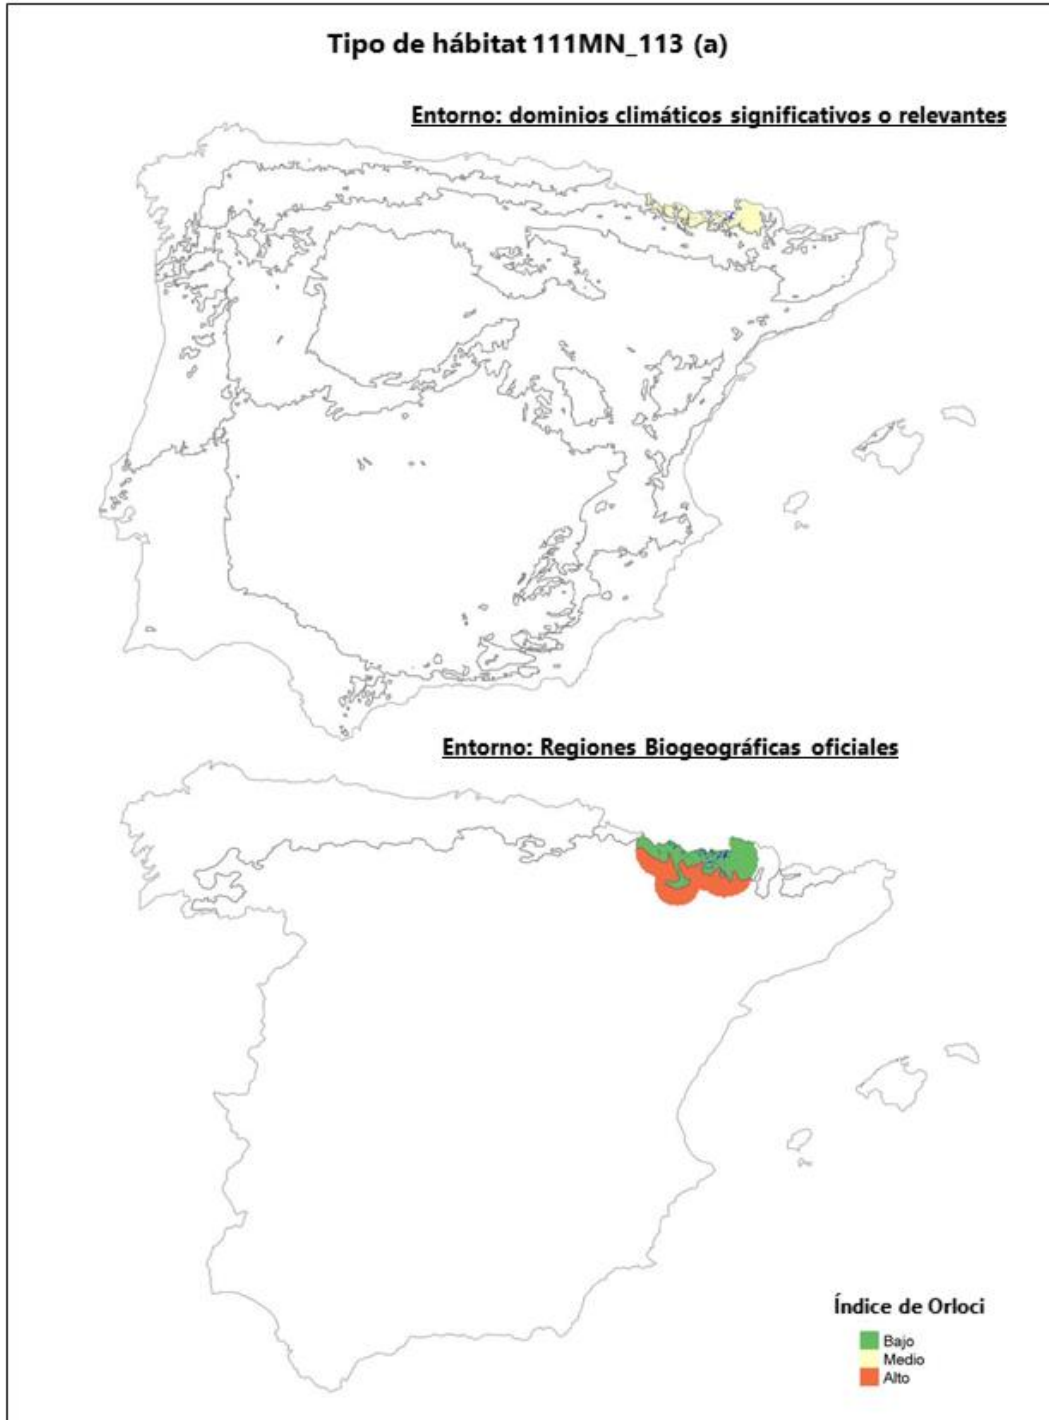 Tipo de hábitat 111MN_113 (a)
Entorno: dominios climáticos significativos o relevantes
Entorno: Regiones Biogeográficas oficiales
Índice de Orloci
Bajo
Medio
Alto